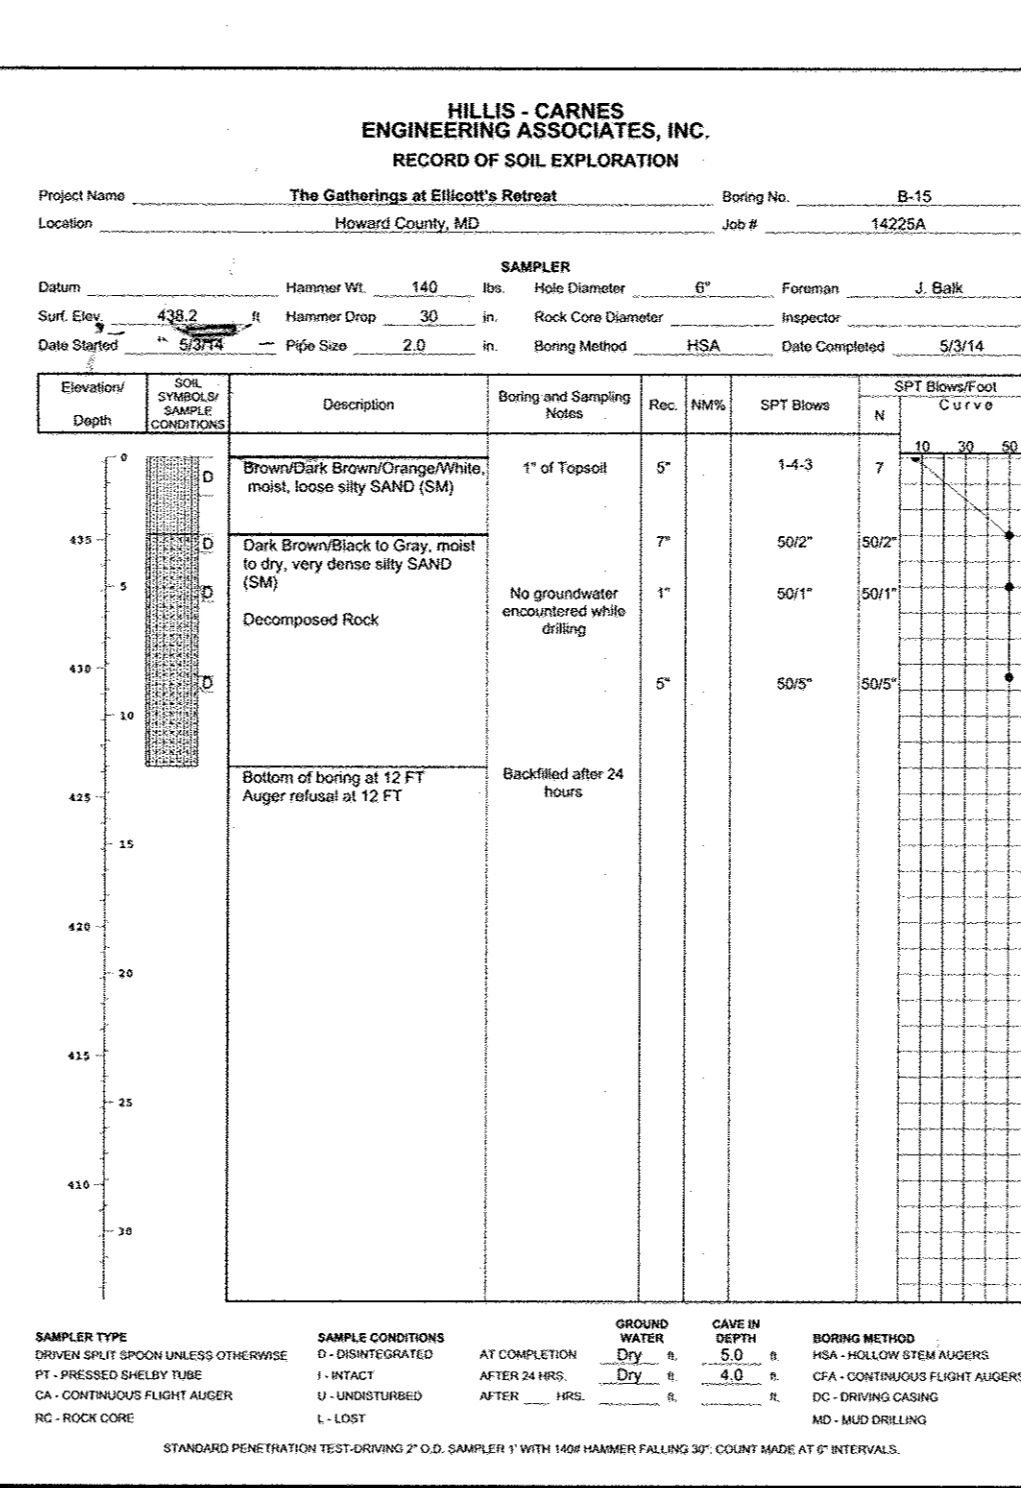 HILLIS - CARNES
ENGINEERING ASSOCIATES, INC.
RECORD OF SOIL EXPLORATION
Project Name The Gatherings at Ellicott's Retreat Boring No. B-15
Location Howard County, MD Job # 14225A
SAMPLER
Datum Hammer Wt. 140 lbs. Hole Diameter 6" Foreman J. Balk
Surf. Elev. 438.2 ft Hammer Drop 30 in. Rock Core Diameter Inspector
Date Started 5/3/14 Pipe Size 2.0 in. Boring Method HSA Date Completed 5/3/14
Elevation/
Depth
SOIL
SYMBOLS/
SAMPLE
CONDITIONS
Description
Boring and Sampling
Notes
Rec.
NM%
SPT Blows
SPT Blows/Foot
N
Curve
10 30 50
0
D
Brown/Dark Brown/Orange/White,
moist, loose silty SAND (SM)
1" of Topsoil
5"
1-4-3
7
435
D
Dark Brown/Black to Gray, moist
to dry, very dense silty SAND
(SM)
7"
50/2"
50/2"
5
D
No groundwater
encountered while
drilling
1"
50/1"
50/1"
Decomposed Rock
430
D
5"
50/5"
50/5"
10
Bottom of boring at 12 FT
Auger refusal at 12 FT
Backfilled after 24
hours
425
15
420
20
415
25
410
30
SAMPLER TYPE
DRIVEN SPLIT SPOON UNLESS OTHERWISE
PT - PRESSED SHELBY TUBE
CA - CONTINUOUS FLIGHT AUGER
RC - ROCK CORE
SAMPLE CONDITIONS
D - DISINTEGRATED
I - INTACT
U - UNDISTURBED
L - LOST
GROUND
WATER
CAVE IN
DEPTH
AT COMPLETION Dry ft. 5.0 ft.
AFTER 24 HRS. Dry ft. 4.0 ft.
AFTER ___ HRS. ft. ft.
BORING METHOD
HSA - HOLLOW STEM AUGERS
CFA - CONTINUOUS FLIGHT AUGERS
DC - DRIVING CASING
MD - MUD DRILLING
STANDARD PENETRATION TEST-DRIVING 2" O.D. SAMPLER 1' WITH 140# HAMMER FALLING 30": COUNT MADE AT 6" INTERVALS.